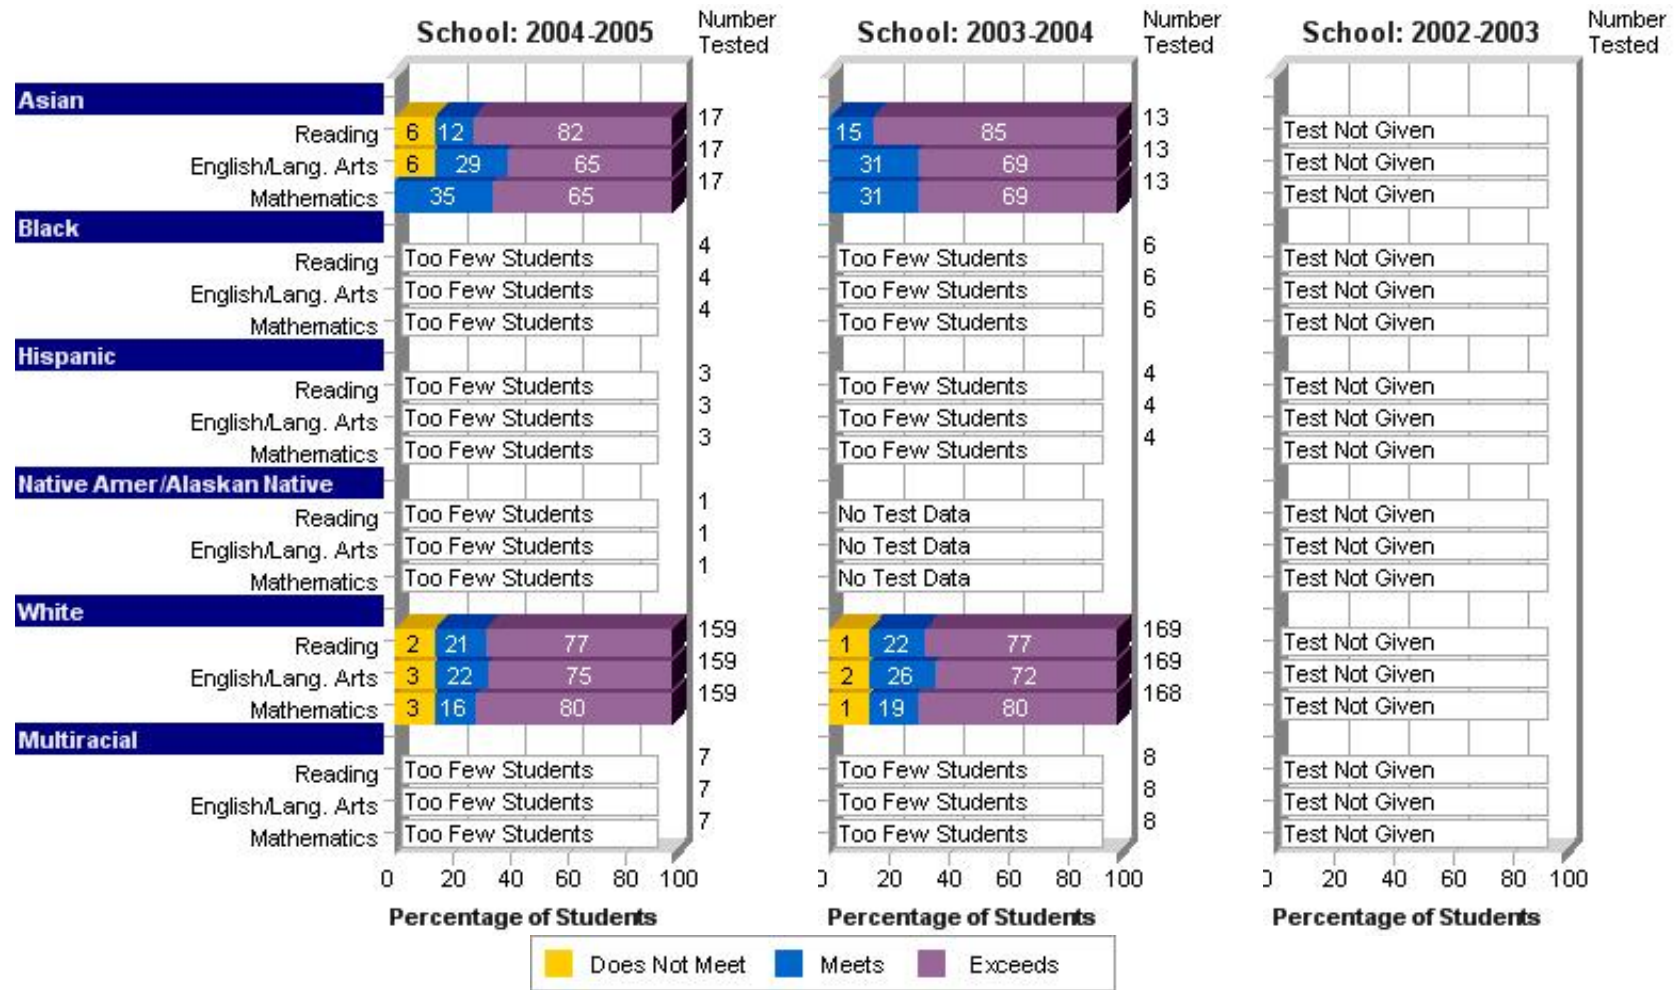 School: 2004-2005 Number Tested School: 2003-2004 Number Tested School: 2002-2003 Number Tested
Asian
17 13
Reading 6 12 82 15 85 Test Not Given
17 13
English/Lang. Arts 6 29 65 31 69 Test Not Given
17 13
Mathematics 35 65 31 69 Test Not Given
Black
4 6
Reading Too Few Students Too Few Students Test Not Given
4 6
English/Lang. Arts Too Few Students Too Few Students Test Not Given
4 6
Mathematics Too Few Students Too Few Students Test Not Given
Hispanic
3 4
Reading Too Few Students Too Few Students Test Not Given
3 4
English/Lang. Arts Too Few Students Too Few Students Test Not Given
3 4
Mathematics Too Few Students Too Few Students Test Not Given
Native Amer/Alaskan Native
1
Reading Too Few Students No Test Data Test Not Given
1
English/Lang. Arts Too Few Students No Test Data Test Not Given
1
Mathematics Too Few Students No Test Data Test Not Given
White
159 169
Reading 2 21 77 1 22 77 Test Not Given
159 169
English/Lang. Arts 3 22 75 2 26 72 Test Not Given
159 168
Mathematics 3 16 80 1 19 80 Test Not Given
Multiracial
7 8
Reading Too Few Students Too Few Students Test Not Given
7 8
English/Lang. Arts Too Few Students Too Few Students Test Not Given
7 8
Mathematics Too Few Students Too Few Students Test Not Given
0 20 40 60 80 100 0 20 40 60 80 100 0 20 40 60 80 100
Percentage of Students Percentage of Students Percentage of Students
Does Not Meet Meets Exceeds